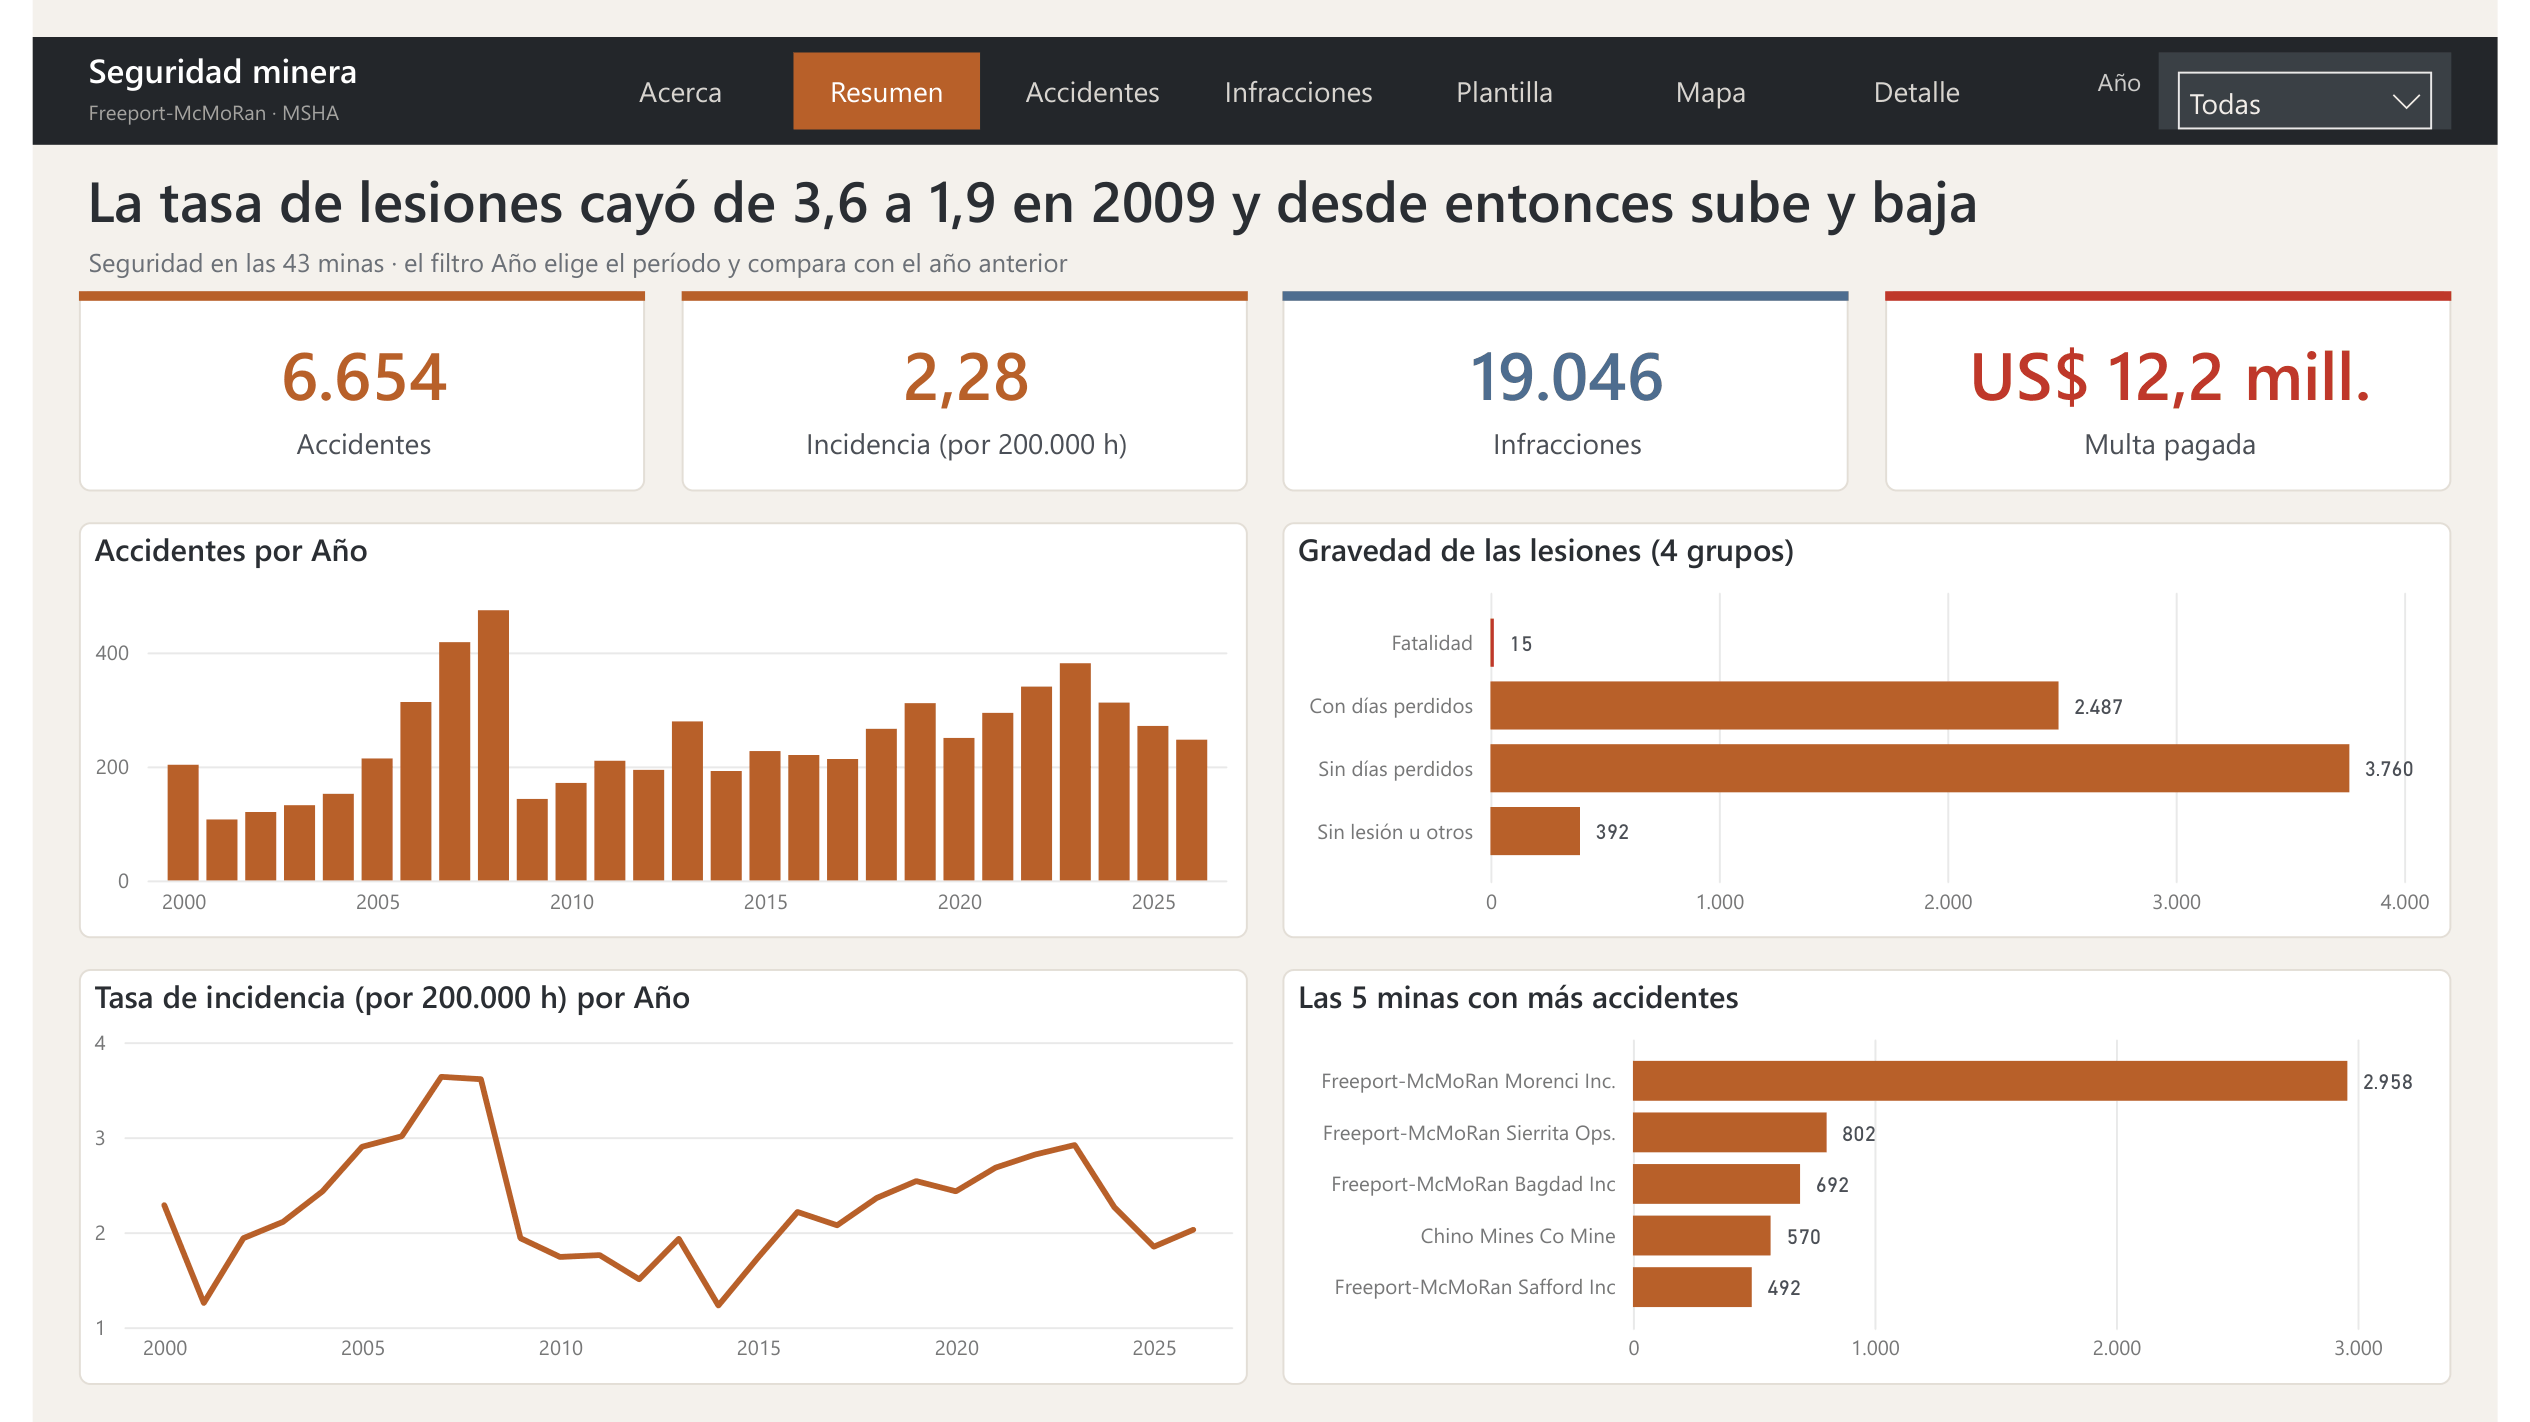 Seguridad minera
Freeport-McMoRan · MSHA
Acerca
Resumen
Accidentes
Infracciones
Plantilla
Mapa
Detalle
Año
Todas
La tasa de lesiones cayó de 3,6 a 1,9 en 2009 y desde entonces sube y baja
Seguridad en las 43 minas · el filtro Año elige el período y compara con el año anterior
6.654
Accidentes
2,28
Incidencia (por 200.000 h)
19.046
Infracciones
US$ 12,2 mill.
Multa pagada
Accidentes por Año
400
200
0
2000
2005
2010
2015
2020
2025
Gravedad de las lesiones (4 grupos)
Fatalidad
15
Con días perdidos
2.487
Sin días perdidos
3.760
Sin lesión u otros
392
0
1.000
2.000
3.000
4.000
Tasa de incidencia (por 200.000 h) por Año
4
3
2
1
2000
2005
2010
2015
2020
2025
Las 5 minas con más accidentes
Freeport-McMoRan Morenci Inc.
2.958
Freeport-McMoRan Sierrita Ops.
802
Freeport-McMoRan Bagdad Inc
692
Chino Mines Co Mine
570
Freeport-McMoRan Safford Inc
492
0
1.000
2.000
3.000